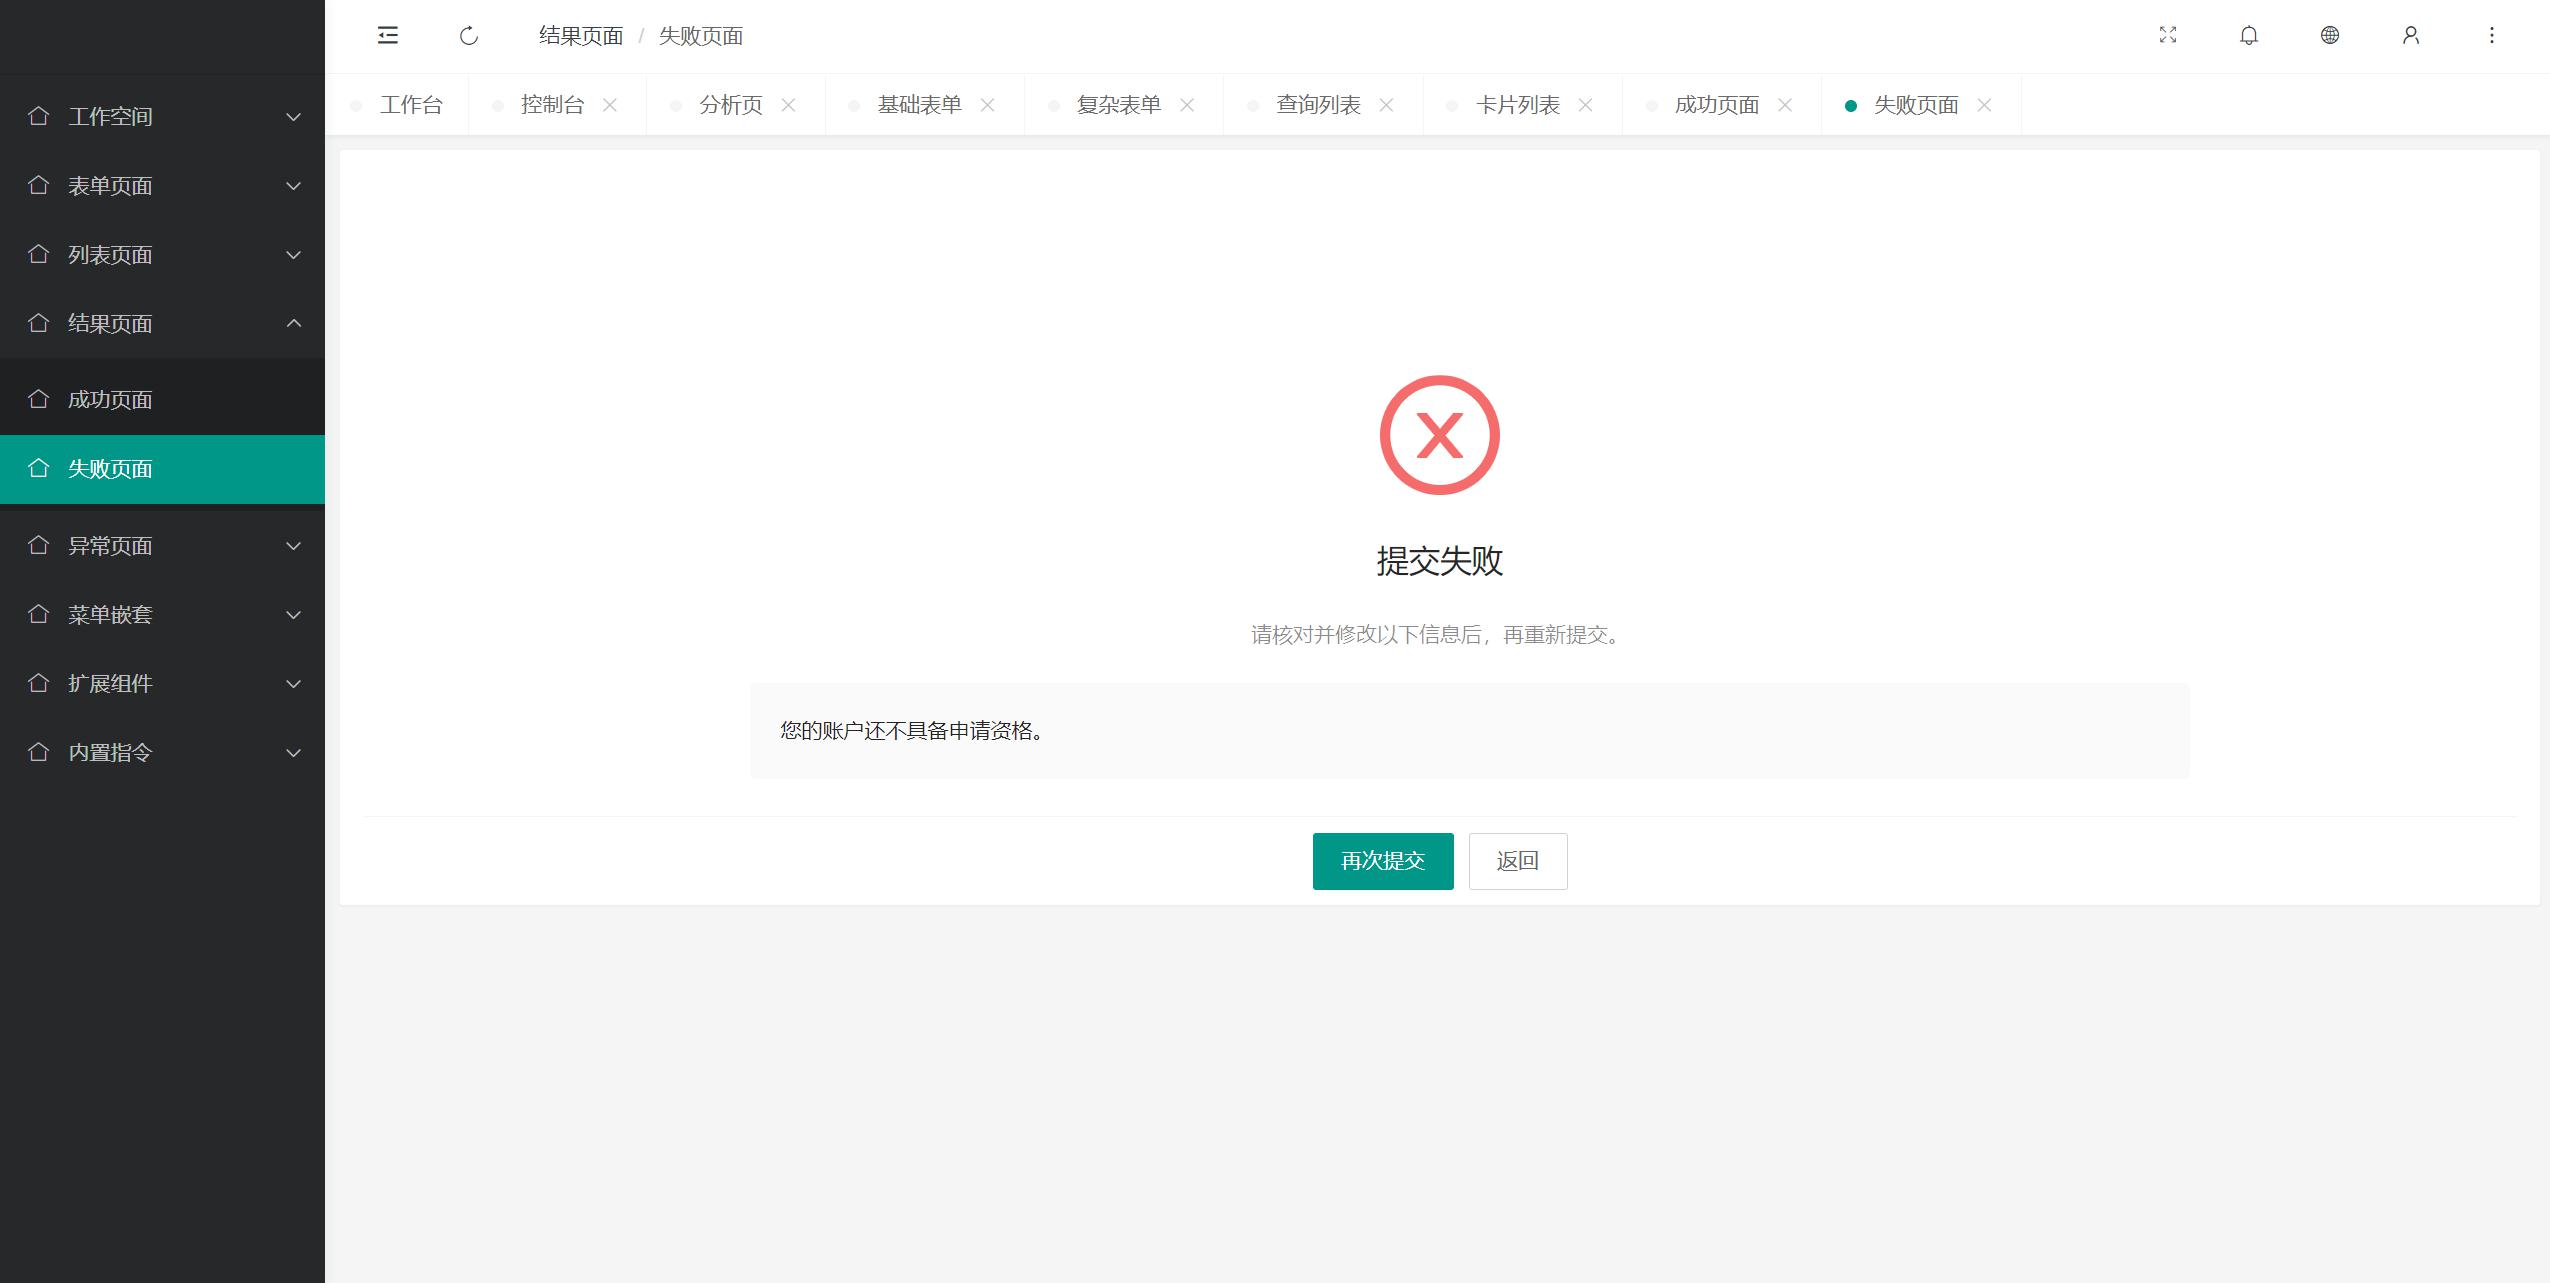 结果页面 / 失败页面
工作台
控制台
分析页
基础表单
复杂表单
查询列表
卡片列表
成功页面
失败页面
工作空间
表单页面
列表页面
结果页面
成功页面
失败页面
异常页面
菜单嵌套
扩展组件
内置指令
提交失败
请核对并修改以下信息后，再重新提交。
您的账户还不具备申请资格。
再次提交
返回